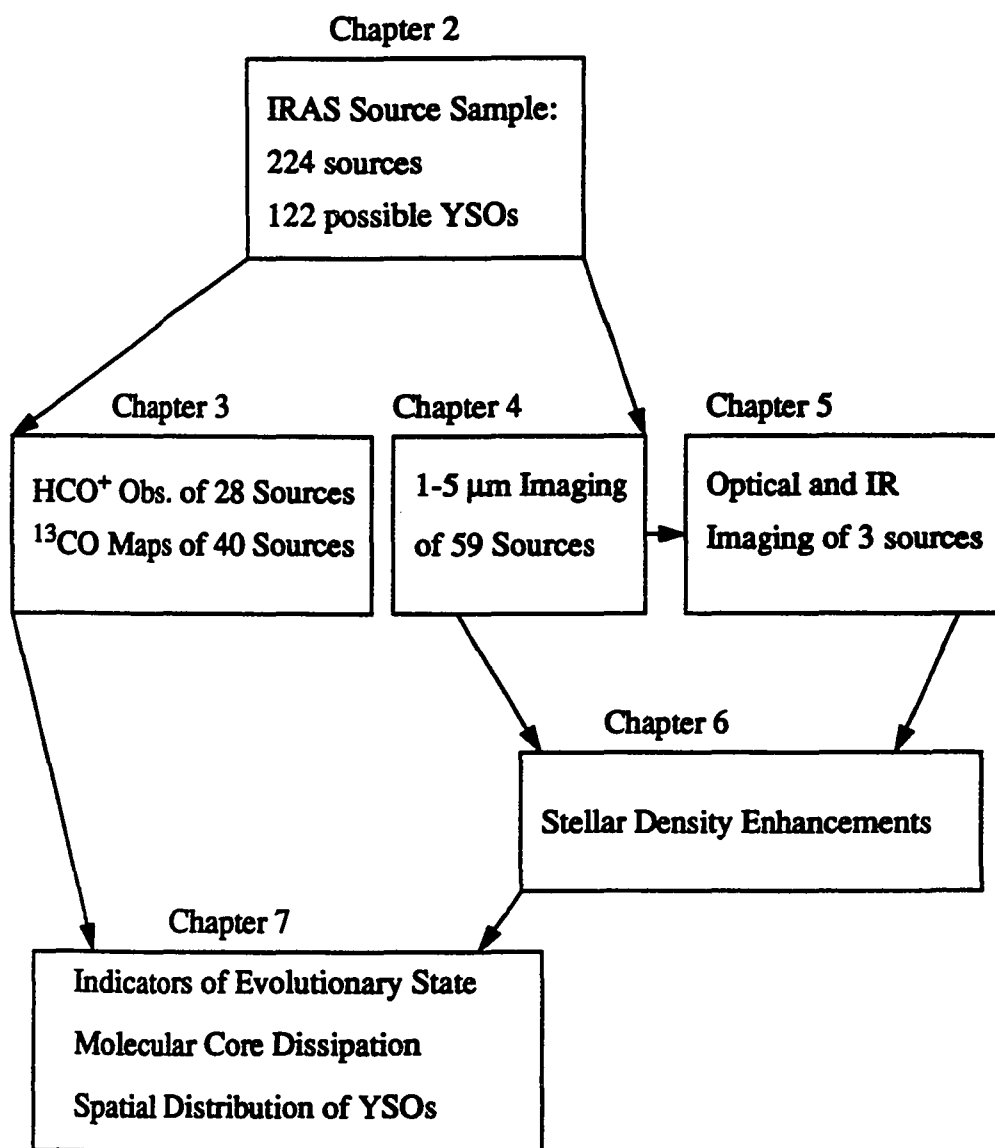 Chapter 2
IRAS Source Sample:
224 sources
122 possible YSOs
Chapter 3
HCO⁺ Obs. of 28 Sources
¹³CO Maps of 40 Sources
Chapter 4
1-5 μm Imaging
of 59 Sources
Chapter 5
Optical and IR
Imaging of 3 sources
Chapter 6
Stellar Density Enhancements
Chapter 7
Indicators of Evolutionary State
Molecular Core Dissipation
Spatial Distribution of YSOs